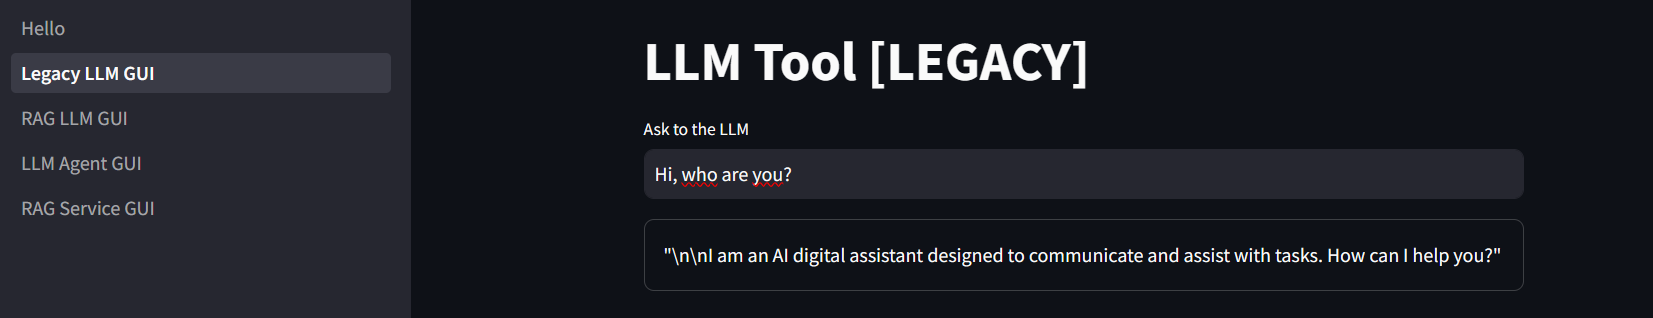 Hello
Legacy LLM GUI
RAG LLM GUI
LLM Agent GUI
RAG Service GUI
LLM Tool [LEGACY]
Ask to the LLM
Hi, who are you?
"\n\nI am an AI digital assistant designed to communicate and assist with tasks. How can I help you?"